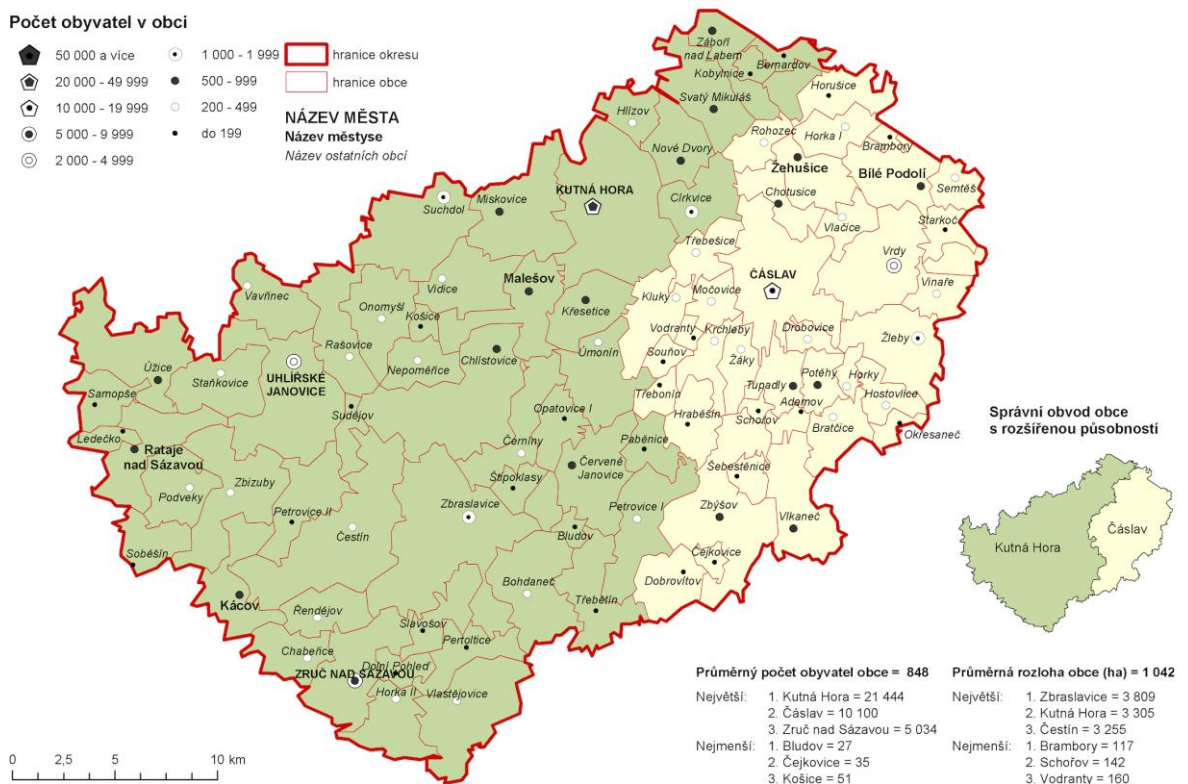 Počet obyvatel v obci
50 000 a více
20 000 - 49 999
10 000 - 19 999
5 000 - 9 999
2 000 - 4 999
1 000 - 1 999
500 - 999
200 - 499
do 199
hranice okresu
hranice obce
NÁZEV MĚSTA
Název městyse
Název ostatních obcí
Záboří
nad Labem
Bernardov
Kobylnice
Horušice
Svatý Mikuláš
Hlízov
Rohozec
Horka I
Brambory
Nové Dvory
Žehušice
Bílé Podolí
Semtěš
KUTNÁ HORA
Chotusice
Církvice
Suchdol
Miskovice
Starkoč
Vlačice
Třebešice
Vrdy
ČÁSLAV
Vinaře
Malešov
Vavřinec
Vidice
Onomyšl
Košice
Křesetice
Kluky
Močovice
Vodranty
Krchleby
Drobovice
Žleby
Úmonín
Rašovice
Nepoměřice
Chlístovice
Souňov
Žáky
Úžice
Staňkovice
UHLÍŘSKÉ
JANOVICE
Třebonín
Tupadly
Potěhy
Horky
Samopše
Sudějov
Opatovice I
Hraběšín
Schořov
Adamov
Bratčice
Hostovlice
Okresaneč
Ledečko
Rataje
nad Sázavou
Černíny
Paběnice
Červené
Janovice
Štipoklasy
Šebestěnice
Podveky
Zbizuby
Petrovice II
Čestín
Zbraslavice
Petrovice I
Zbýšov
Vlkaneč
Bludov
Soběšín
Čejkovice
Dobrovítov
Bohdaneč
Třebětín
Kácov
Řendějov
Slavošov
Pertoltice
Chabeřice
Dolní Pohleď
ZRUČ NAD SÁZAVOU
Horka II
Vlastějovice
Správní obvod obce
s rozšířenou působností
Kutná Hora
Čáslav
0 2,5 5 10 km
Průměrný počet obyvatel obce = 848
Největší: 1. Kutná Hora = 21 444
2. Čáslav = 10 100
3. Zruč nad Sázavou = 5 034
Nejmenší: 1. Bludov = 27
2. Čejkovice = 35
3. Košice = 51
Průměrná rozloha obce (ha) = 1 042
Největší: 1. Zbraslavice = 3 809
2. Kutná Hora = 3 305
3. Čestín = 3 255
Nejmenší: 1. Brambory = 117
2. Schořov = 142
3. Vodranty = 160